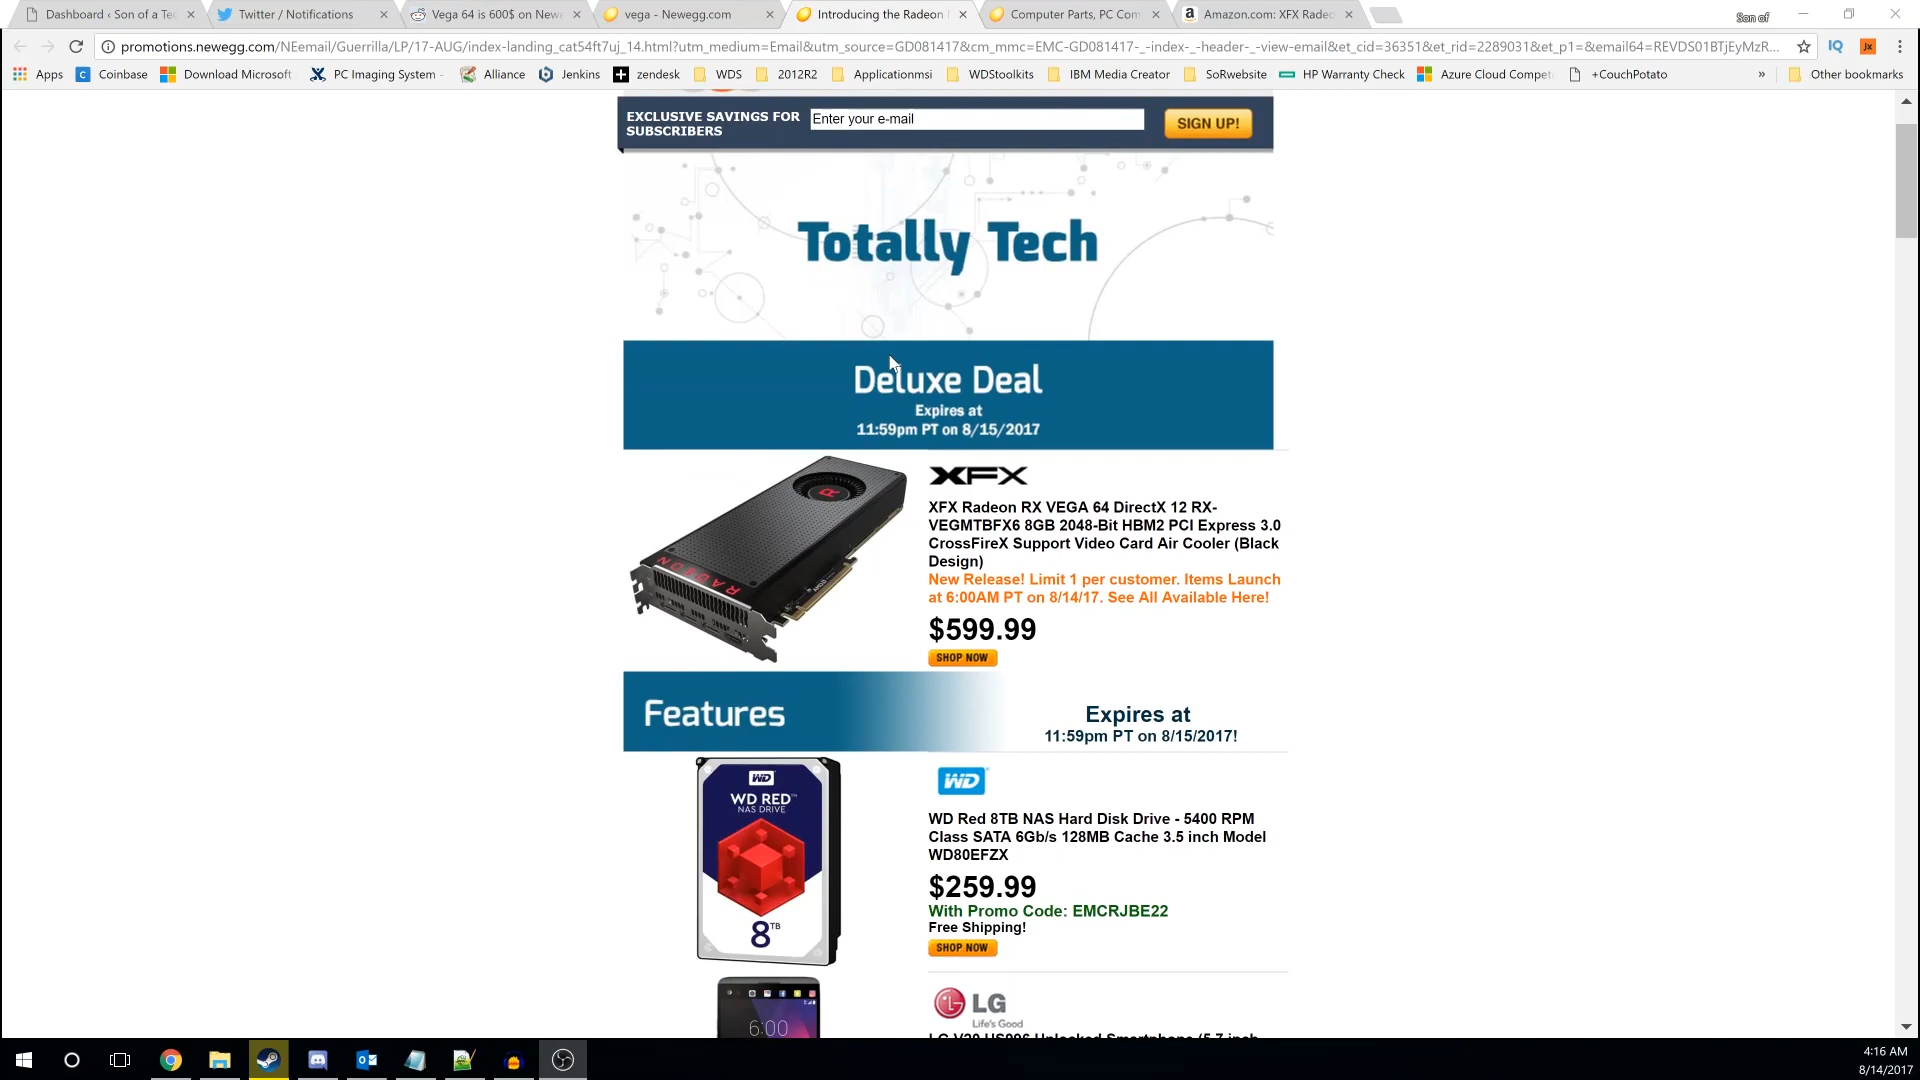 Dashboard ‹ Son of a Tec
Twitter / Notifications
Vega 64 is 600$ on Newe
vega - Newegg.com
Introducing the Radeon
Computer Parts, PC Com
Amazon.com: XFX Radeo
Son of
promotions.newegg.com/NEemail/Guerrilla/LP/17-AUG/index-landing_cat54ft7uj_14.html?utm_medium=Email&utm_source=GD081417&cm_mmc=EMC-GD081417-_-index-_-header-_-view-email&et_cid=36351&et_rid=2289031&et_p1=&email64=REVDS01BTjEyMzR...
Apps
Coinbase
Download Microsoft
PC Imaging System -
Alliance
Jenkins
zendesk
WDS
2012R2
Applicationmsi
WDStoolkits
IBM Media Creator
SoRwebsite
HP Warranty Check
Azure Cloud Compet
+CouchPotato
»
Other bookmarks
EXCLUSIVE SAVINGS FOR
SUBSCRIBERS
Enter your e-mail
SIGN UP!
Totally Tech
Deluxe Deal
Expires at
11:59pm PT on 8/15/2017
RADEON
XFX
XFX Radeon RX VEGA 64 DirectX 12 RX-
VEGMTBFX6 8GB 2048-Bit HBM2 PCI Express 3.0
CrossFireX Support Video Card Air Cooler (Black
Design)
New Release! Limit 1 per customer. Items Launch
at 6:00AM PT on 8/14/17. See All Available Here!
$599.99
SHOP NOW
Features
Expires at
11:59pm PT on 8/15/2017!
WD
WD RED™
NAS DRIVE
8TB
WD
WD Red 8TB NAS Hard Disk Drive - 5400 RPM
Class SATA 6Gb/s 128MB Cache 3.5 inch Model
WD80EFZX
$259.99
With Promo Code: EMCRJBE22
Free Shipping!
SHOP NOW
6:00
LG
Life's Good
LG V20 US996 Unlocked Smartphone (5.7 inch
4:16 AM
8/14/2017